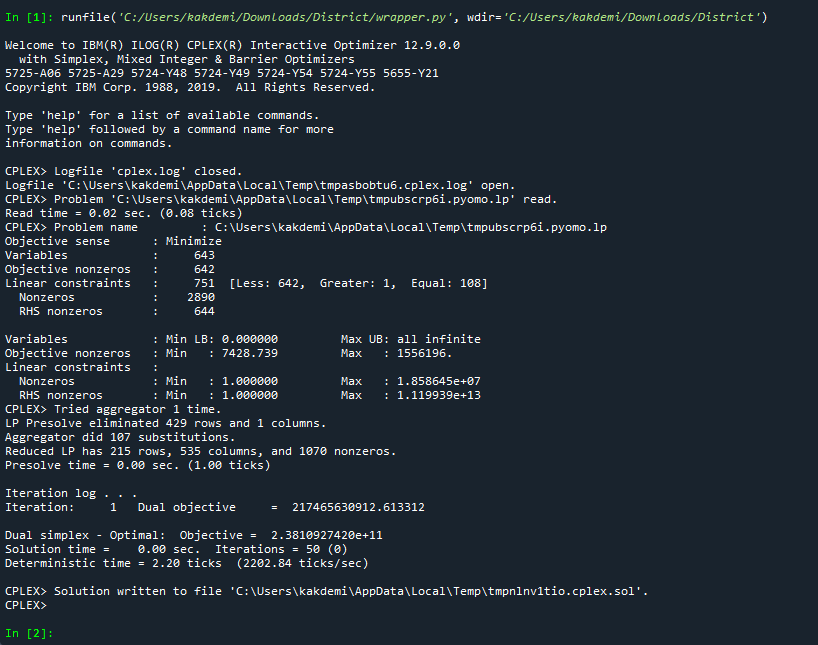 In [1]: runfile('C:/Users/kakdemi/Downloads/District/wrapper.py', wdir='C:/Users/kakdemi/Downloads/District')
Welcome to IBM(R) ILOG(R) CPLEX(R) Interactive Optimizer 12.9.0.0
with Simplex, Mixed Integer & Barrier Optimizers
5725-A06 5725-A29 5724-Y48 5724-Y49 5724-Y54 5724-Y55 5655-Y21
Copyright IBM Corp. 1988, 2019.  All Rights Reserved.
Type 'help' for a list of available commands.
Type 'help' followed by a command name for more
information on commands.
CPLEX> Logfile 'cplex.log' closed.
Logfile 'C:\Users\kakdemi\AppData\Local\Temp\tmpasbobtu6.cplex.log' open.
CPLEX> Problem 'C:\Users\kakdemi\AppData\Local\Temp\tmpubscrp6i.pyomo.lp' read.
Read time = 0.02 sec. (0.08 ticks)
CPLEX> Problem name         : C:\Users\kakdemi\AppData\Local\Temp\tmpubscrp6i.pyomo.lp
Objective sense      : Minimize
Variables            :     643
Objective nonzeros   :     642
Linear constraints   :     751  [Less: 642,  Greater: 1,  Equal: 108]
Nonzeros           :    2890
RHS nonzeros       :     644
Variables            : Min LB: 0.000000         Max UB: all infinite
Objective nonzeros   : Min   : 7428.739         Max   : 1556196.
Linear constraints   :
Nonzeros           : Min   : 1.000000         Max   : 1.858645e+07
RHS nonzeros       : Min   : 1.000000         Max   : 1.119939e+13
CPLEX> Tried aggregator 1 time.
LP Presolve eliminated 429 rows and 1 columns.
Aggregator did 107 substitutions.
Reduced LP has 215 rows, 535 columns, and 1070 nonzeros.
Presolve time = 0.00 sec. (1.00 ticks)
Iteration log . . .
Iteration:     1   Dual objective     =  217465630912.613312
Dual simplex - Optimal:  Objective =  2.3810927420e+11
Solution time =    0.00 sec.  Iterations = 50 (0)
Deterministic time = 2.20 ticks  (2202.84 ticks/sec)
CPLEX> Solution written to file 'C:\Users\kakdemi\AppData\Local\Temp\tmpnlnv1tio.cplex.sol'.
CPLEX>
In [2]: